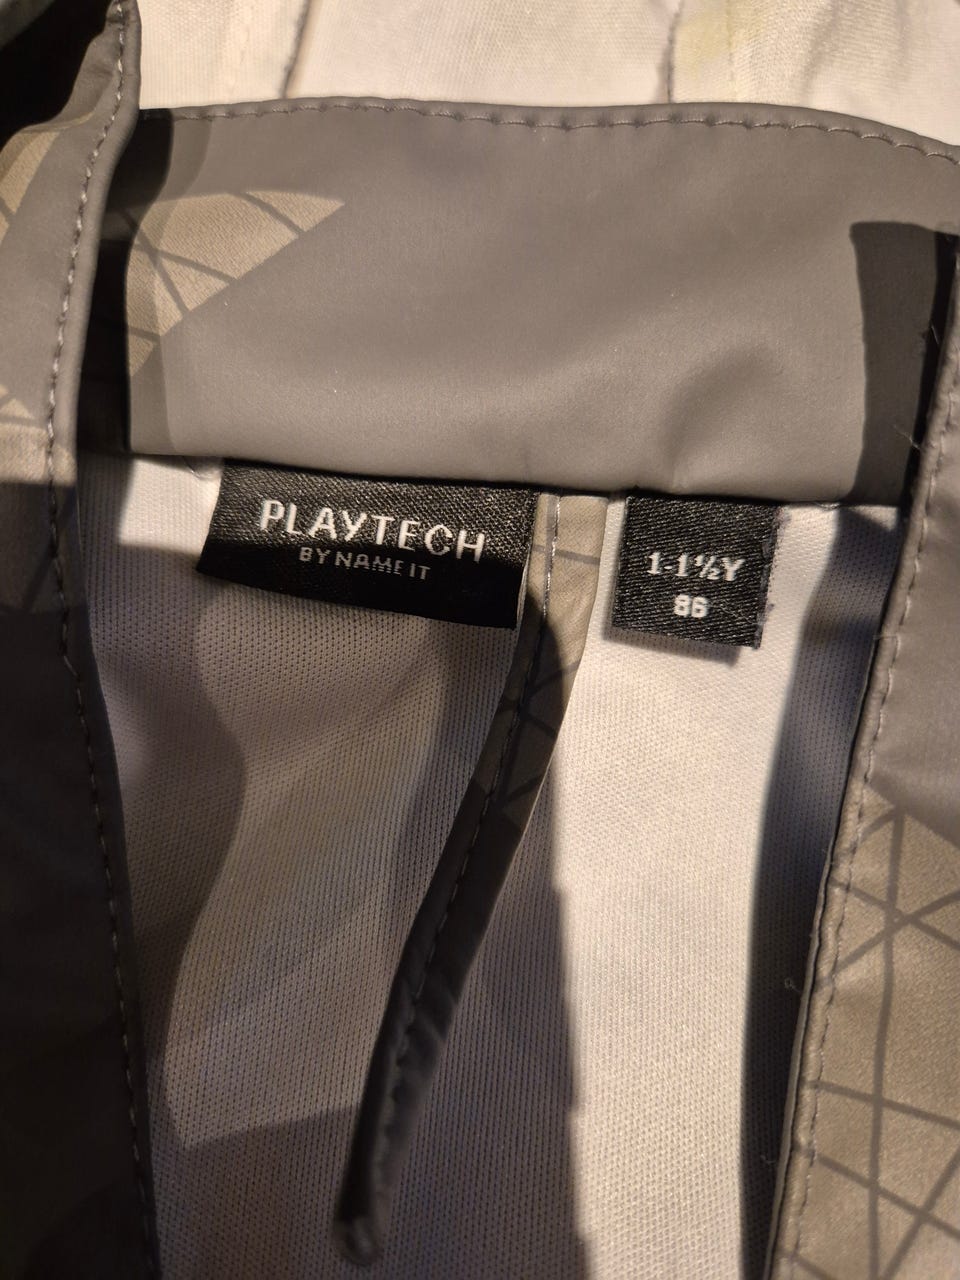 PLAYTECH
BY NAME IT
1-1½Y
86